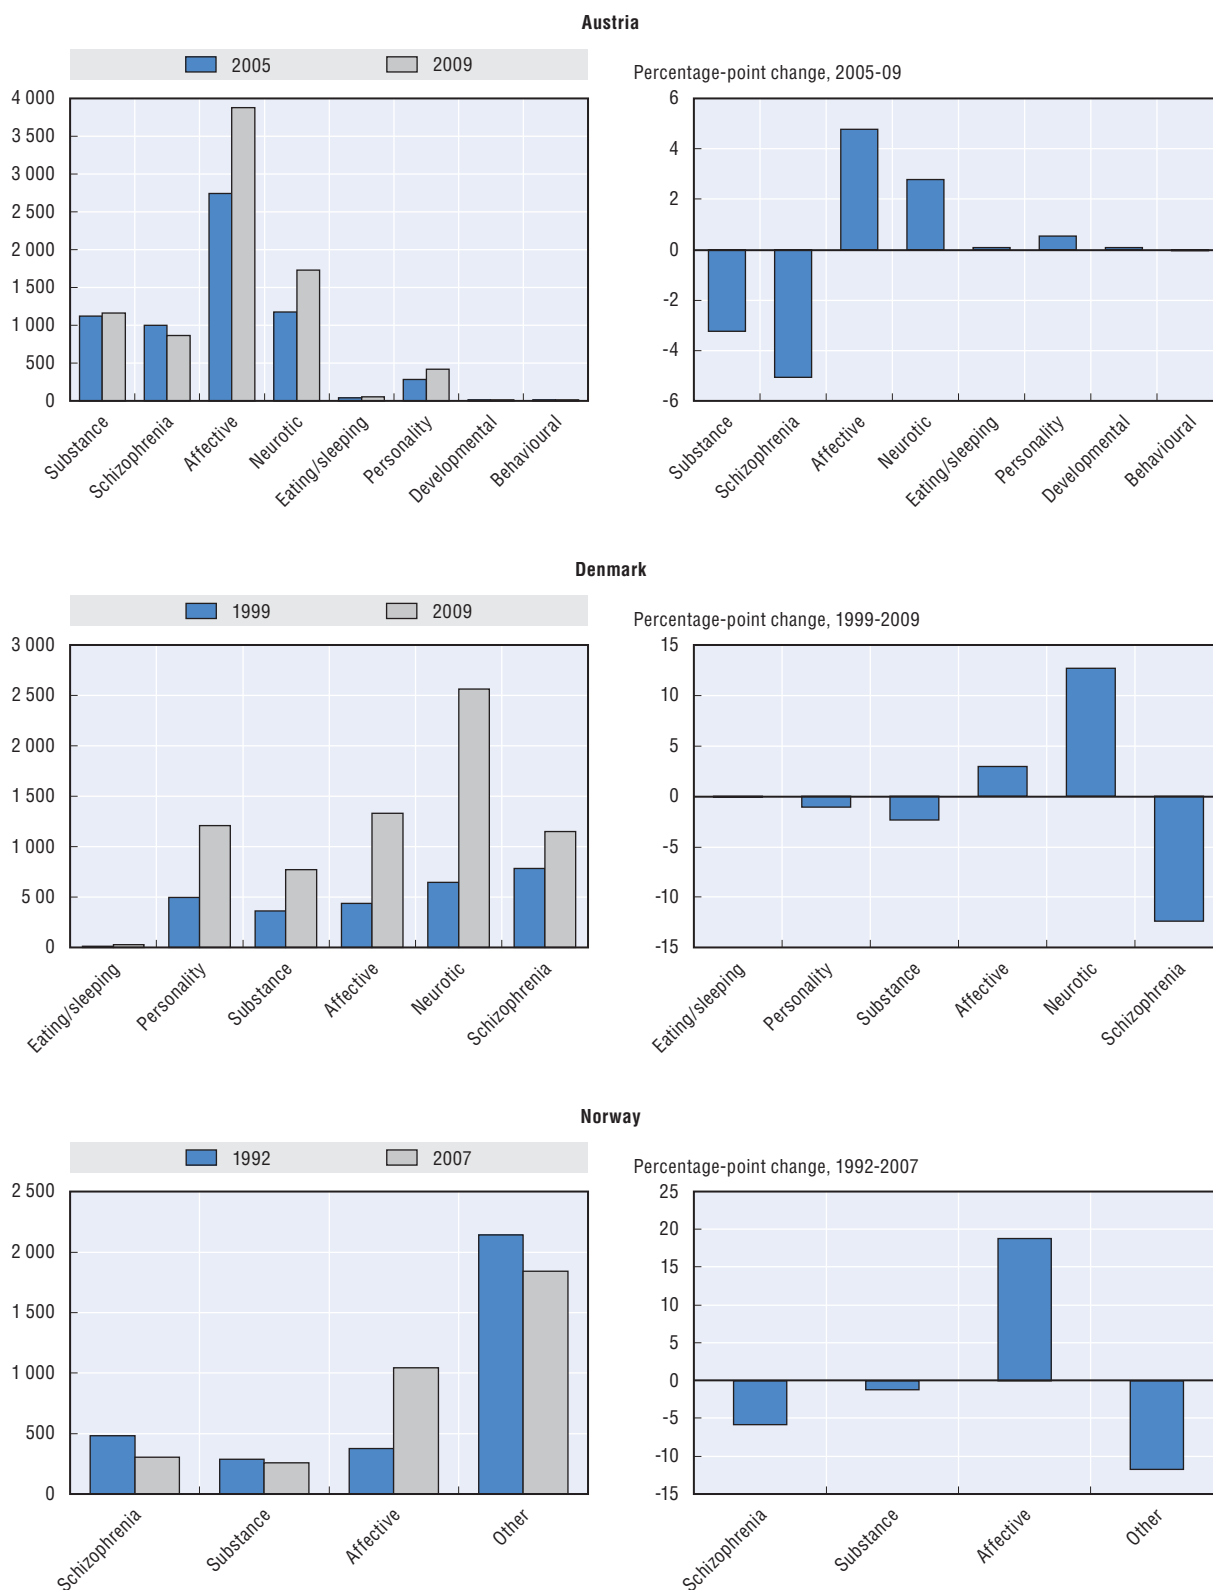 Austria
2005 2009
4 000
3 500
3 000
2 500
2 000
1 500
1 000
500
0
Substance
Schizophrenia
Affective
Neurotic
Eating/sleeping
Personality
Developmental
Behavioural
Percentage-point change, 2005-09
6
4
2
0
-2
-4
-6
Substance
Schizophrenia
Affective
Neurotic
Eating/sleeping
Personality
Developmental
Behavioural
Denmark
1999 2009
3 000
2 500
2 000
1 500
1 000
500
0
Eating/sleeping
Personality
Substance
Affective
Neurotic
Schizophrenia
Percentage-point change, 1999-2009
15
10
5
0
-5
-10
-15
Eating/sleeping
Personality
Substance
Affective
Neurotic
Schizophrenia
Norway
1992 2007
2 500
2 000
1 500
1 000
500
0
Schizophrenia
Substance
Affective
Other
Percentage-point change, 1992-2007
25
20
15
10
5
0
-5
-10
-15
Schizophrenia
Substance
Affective
Other